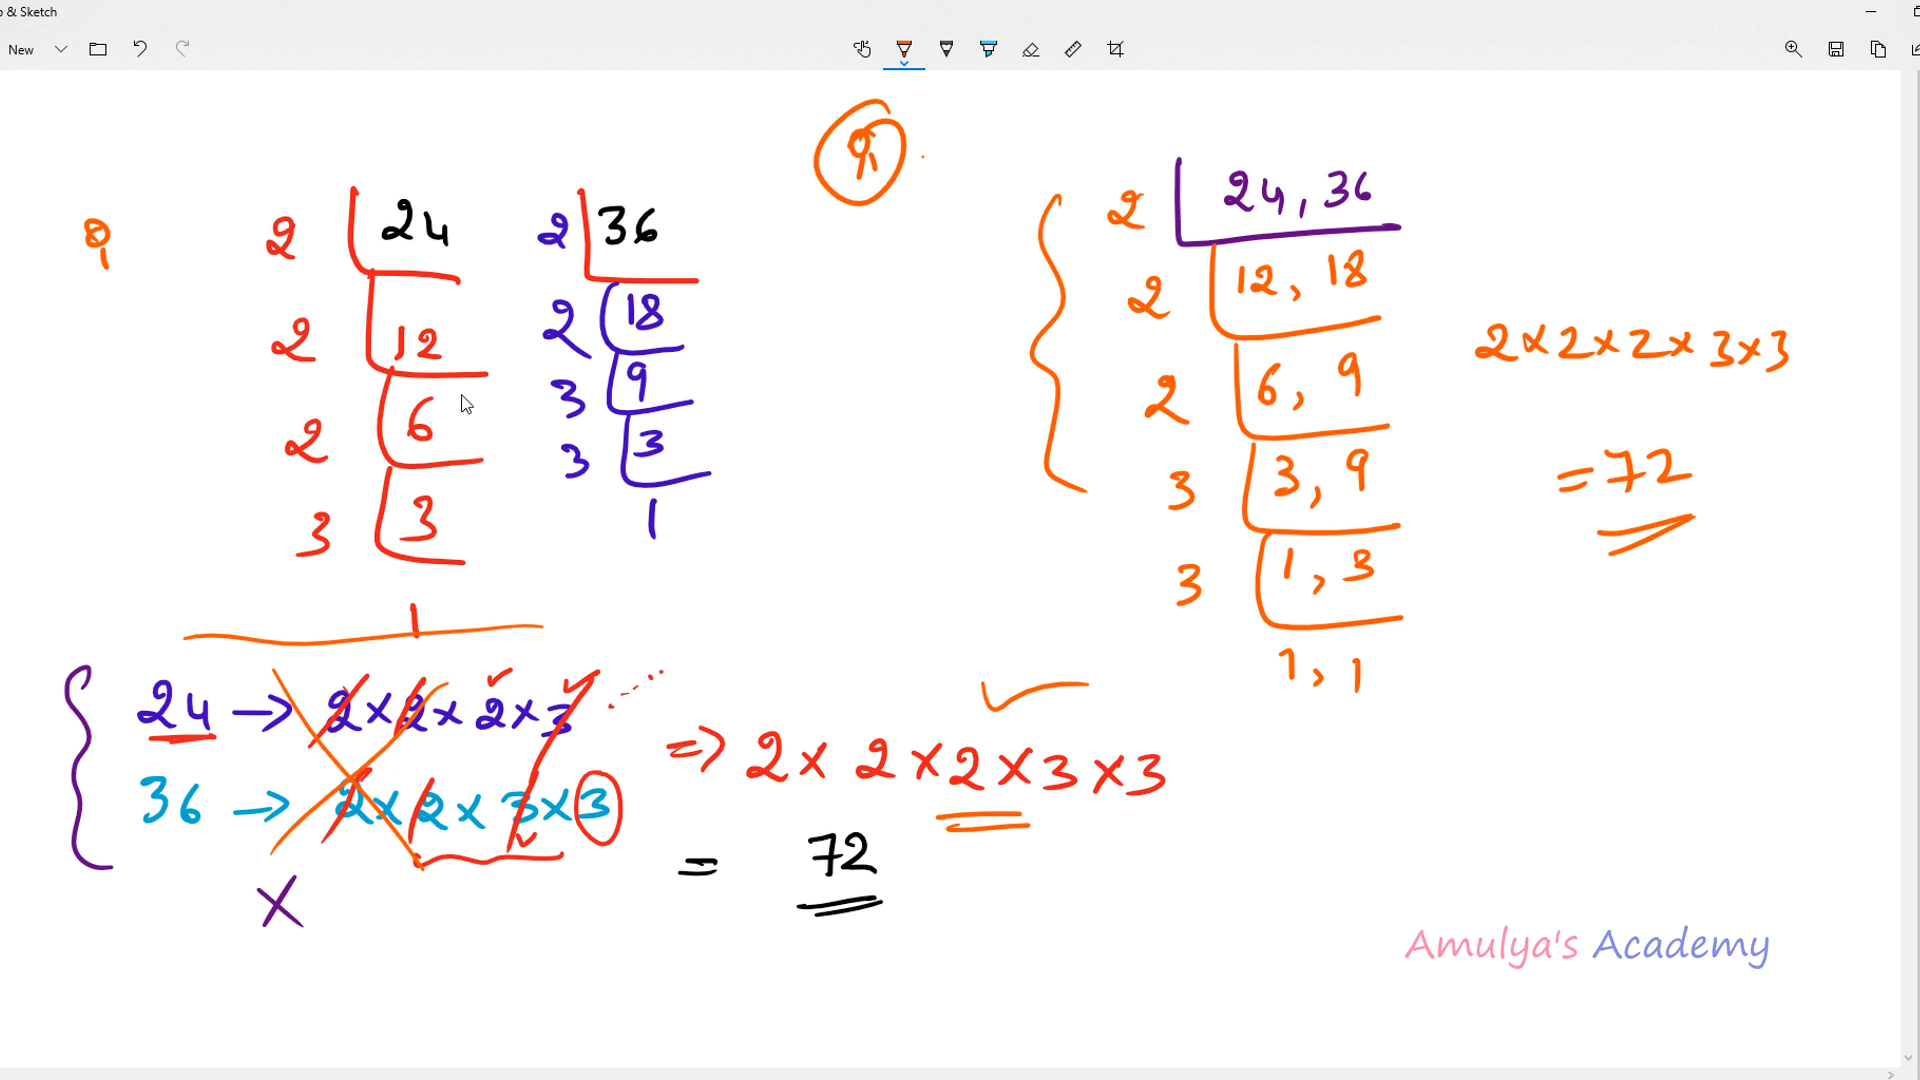 & Sketch
New
2 24
2 12
2 6
3 3
1
2 36
2 18
3 9
3 3
1
24 → 2 × 2 × 2 × 3
36 → 2 × 2 × 3 × 3
X
⇒ 2 × 2 × 2 × 3 × 3
= 72
2 24, 36
2 12, 18
2 6, 9
3 3, 9
3 1, 3
1, 1
2 × 2 × 2 × 3 × 3
= 72
Amulya's Academy